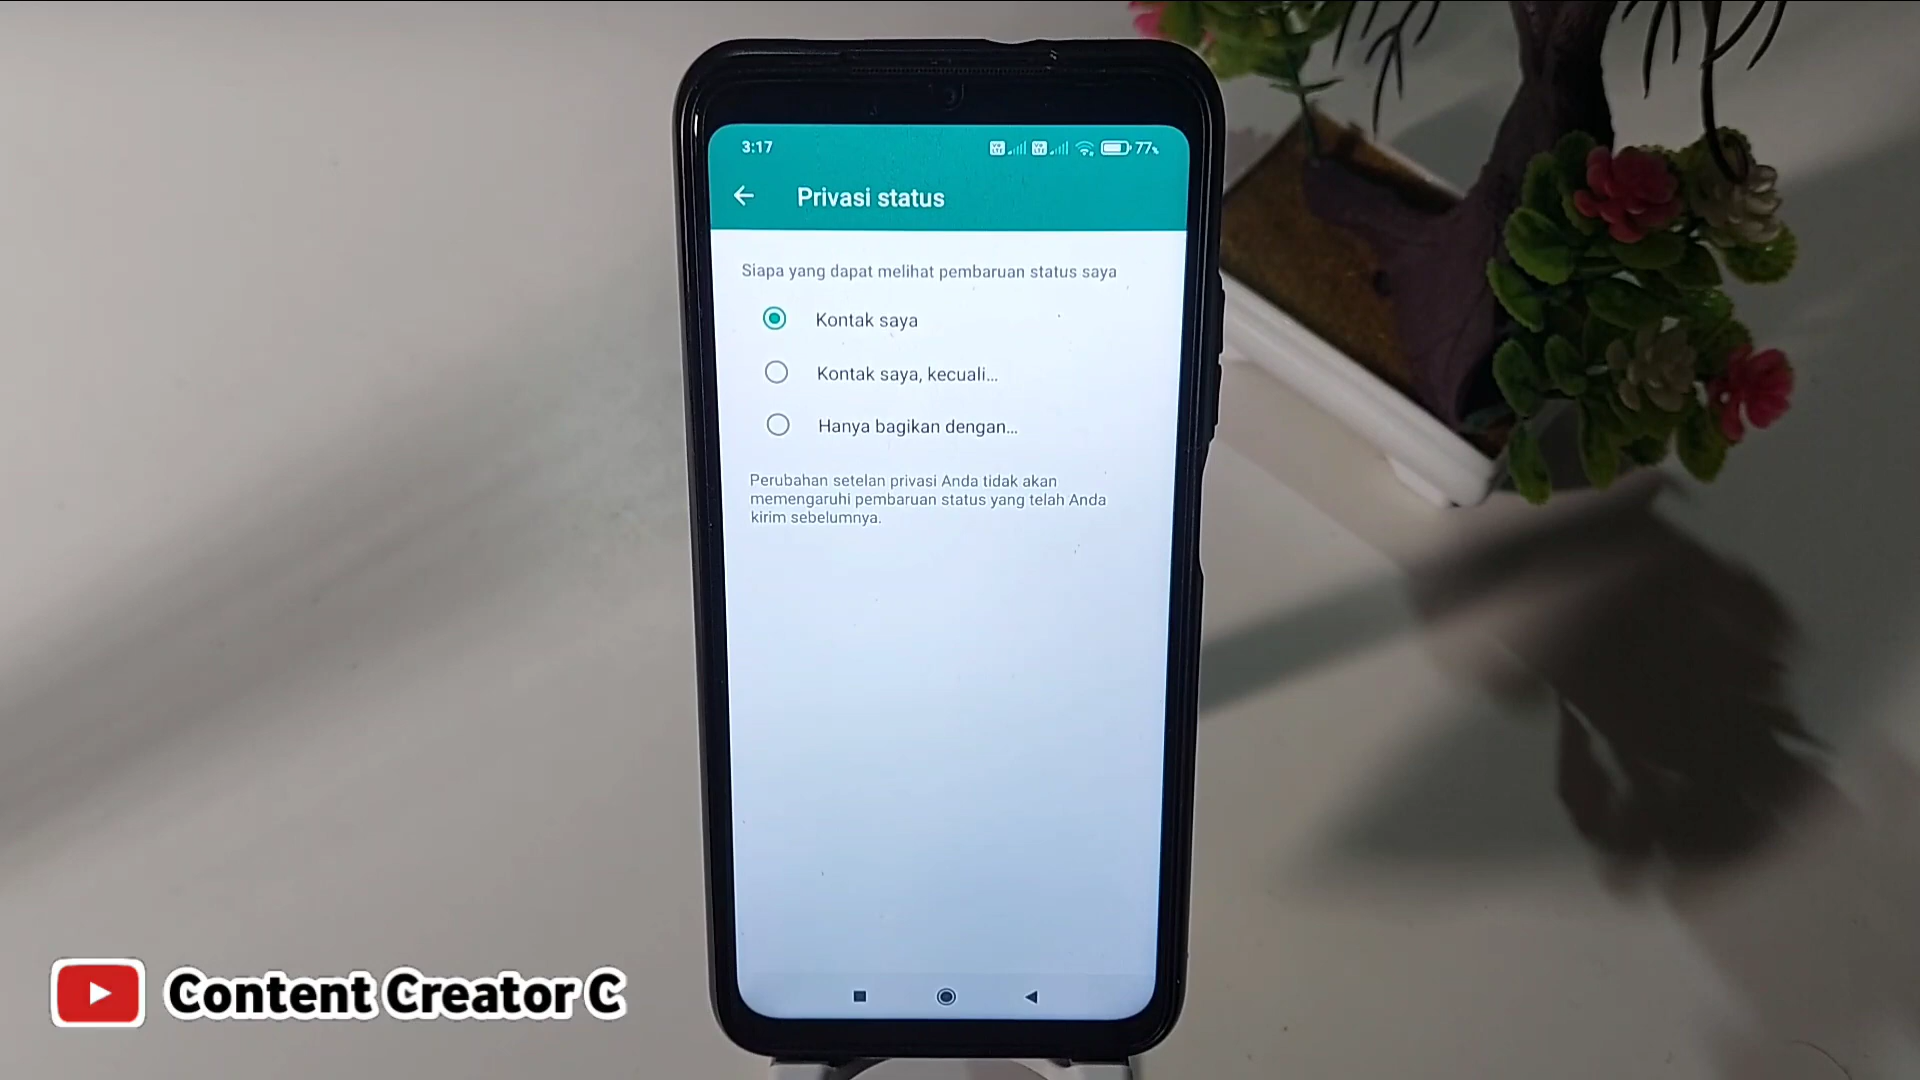 3:17
77%
Privasi status
Siapa yang dapat melihat pembaruan status saya
Kontak saya
Kontak saya, kecuali...
Hanya bagikan dengan...
Perubahan setelan privasi Anda tidak akan
memengaruhi pembaruan status yang telah Anda
kirim sebelumnya.
Content Creator C